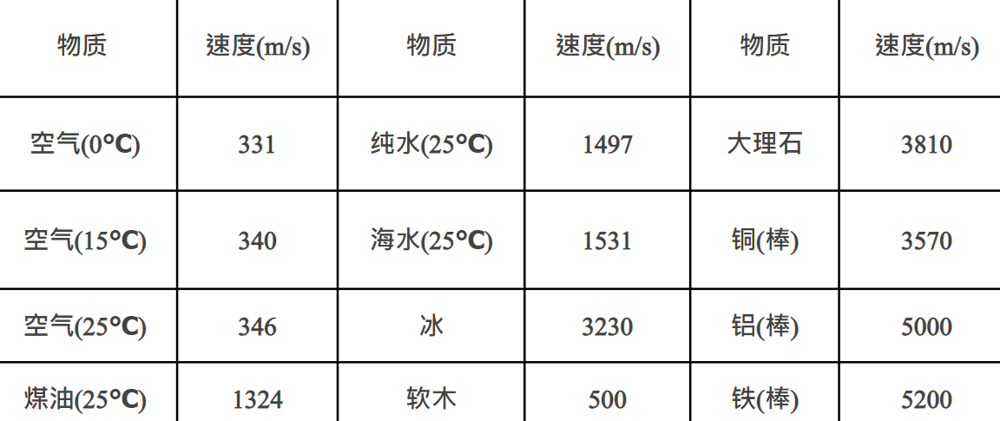 物质 速度(m/s) 物质 速度(m/s) 物质 速度(m/s)
空气(0℃) 331 纯水(25℃) 1497 大理石 3810
空气(15℃) 340 海水(25℃) 1531 铜(棒) 3570
空气(25℃) 346 冰 3230 铝(棒) 5000
煤油(25℃) 1324 软木 500 铁(棒) 5200